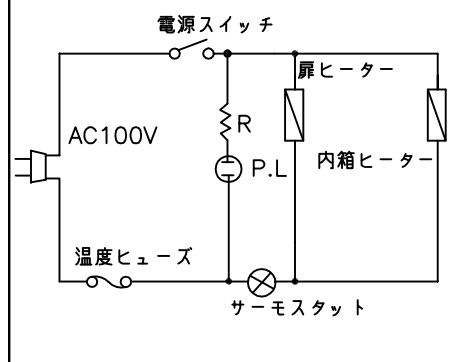 電源スイッチ
扉ヒーター
R
AC100V
内箱ヒーター
P.L
温度ヒューズ
サーモスタット